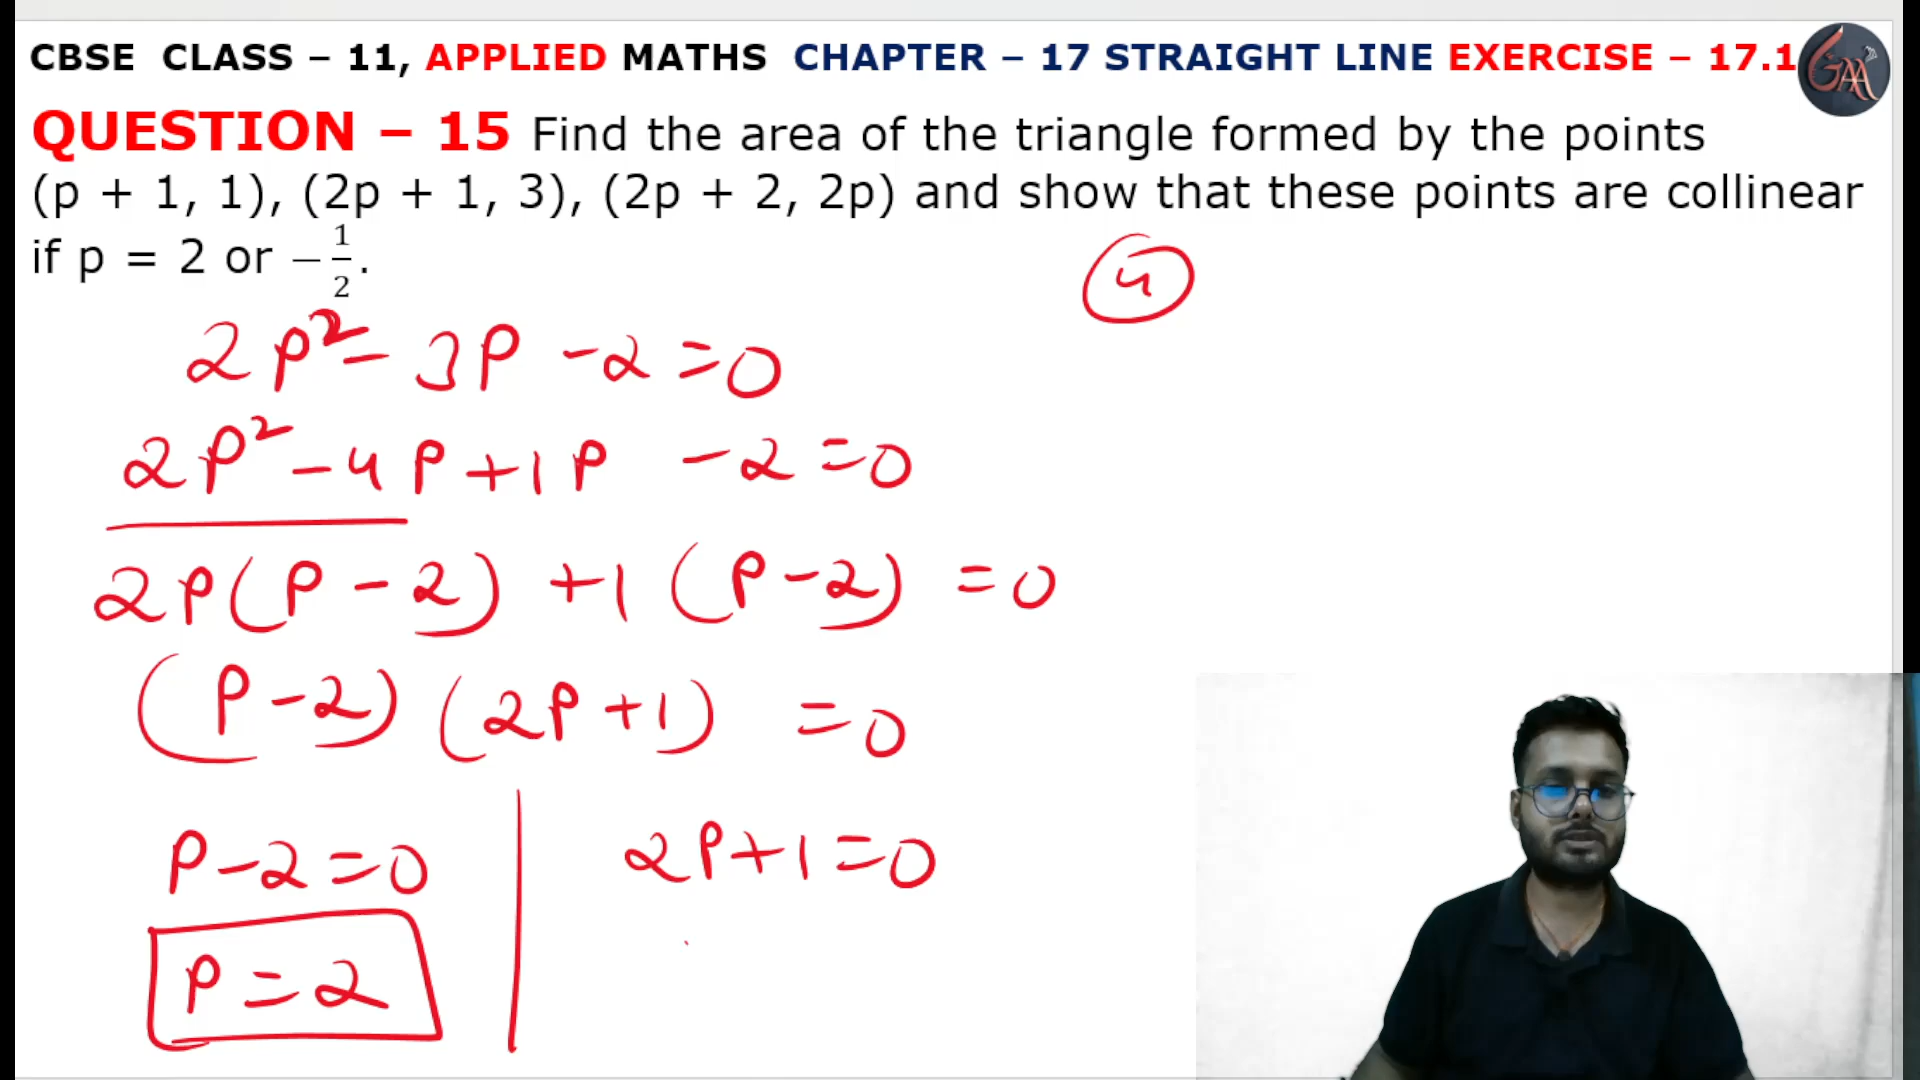 CBSE CLASS – 11, APPLIED MATHS CHAPTER – 17 STRAIGHT LINE EXERCISE – 17.1
GAA
QUESTION – 15 Find the area of the triangle formed by the points
(p + 1, 1), (2p + 1, 3), (2p + 2, 2p) and show that these points are collinear
if p = 2 or −1/2.
4
2p² − 3p − 2 = 0
2p² − 4p + 1p − 2 = 0
2p(p − 2) + 1(p − 2) = 0
(p − 2) (2p + 1) = 0
p − 2 = 0
2p + 1 = 0
p = 2